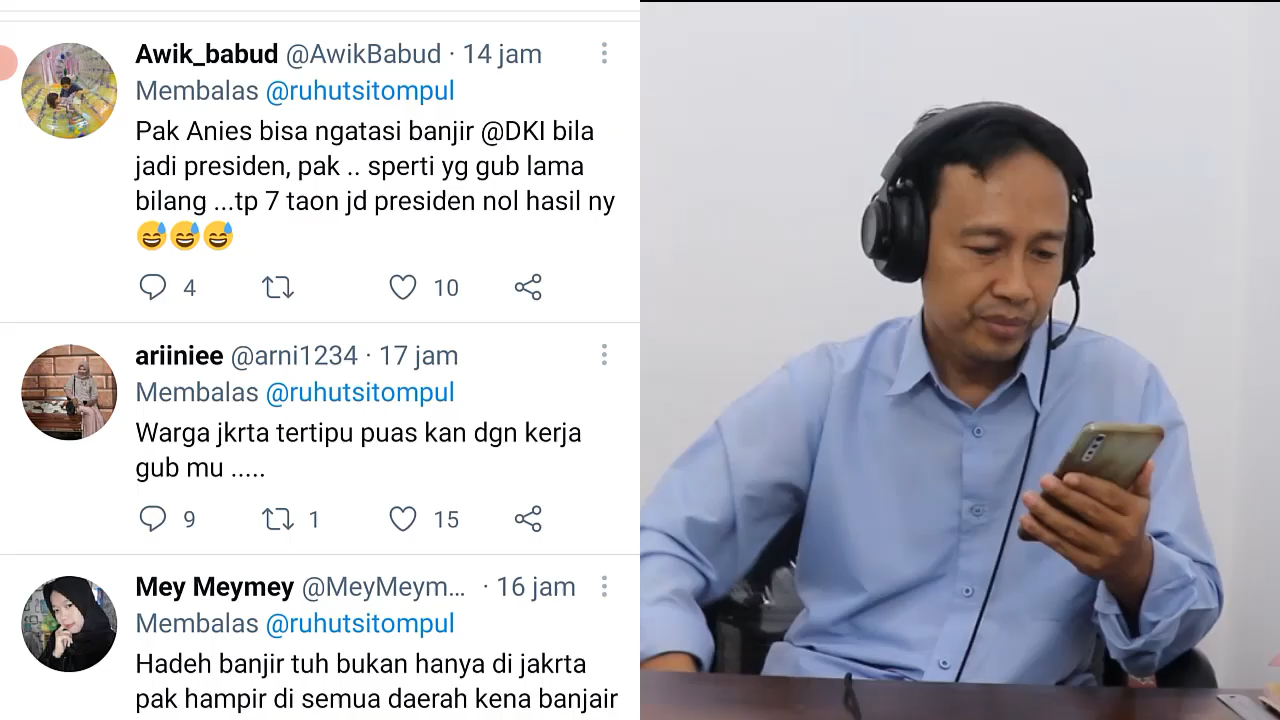 Awik_babud @AwikBabud · 14 jam
Membalas @ruhutsitompul
Pak Anies bisa ngatasi banjir @DKI bila
jadi presiden, pak .. sperti yg gub lama
bilang ...tp 7 taon jd presiden nol hasil ny
😅😅😅
4 10
ariiniee @arni1234 · 17 jam
Membalas @ruhutsitompul
Warga jkrta tertipu puas kan dgn kerja
gub mu .....
9 1 15
Mey Meymey @MeyMeym... · 16 jam
Membalas @ruhutsitompul
Hadeh banjir tuh bukan hanya di jakrta
pak hampir di semua daerah kena banjair